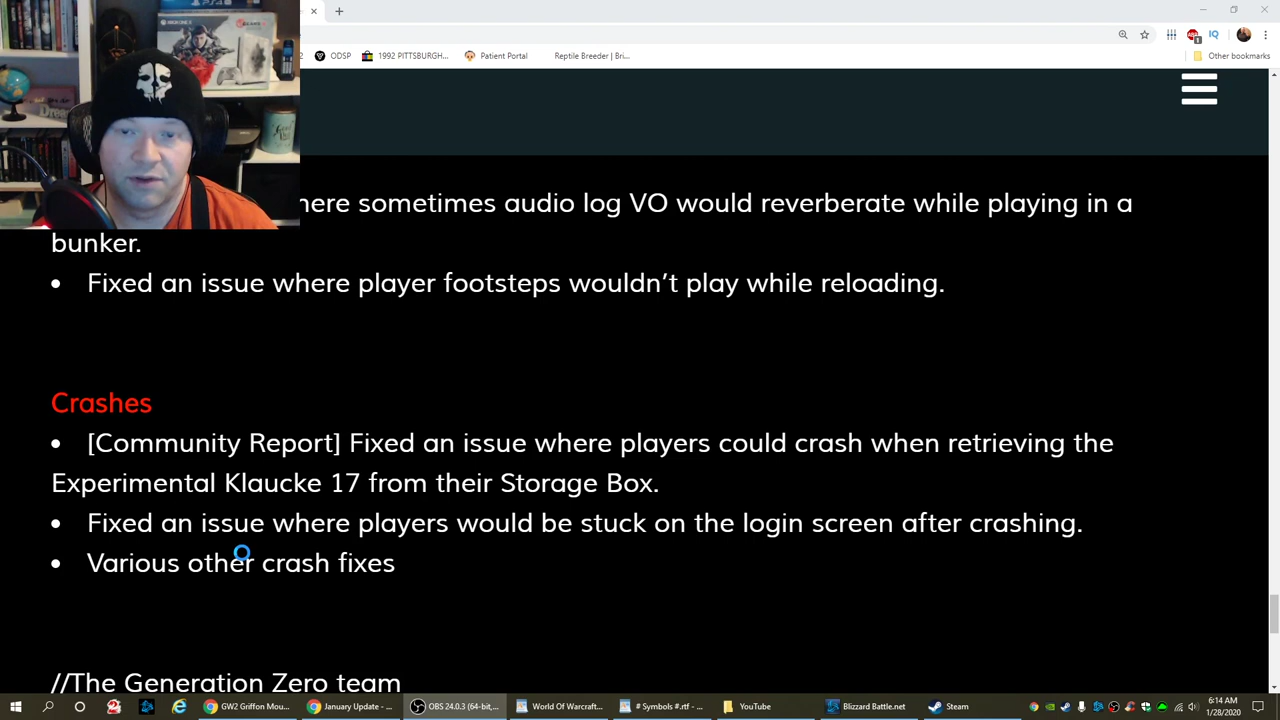 ODSP 1992 PITTSBURGH... Patient Portal Reptile Breeder | Bri... Other bookmarks
here sometimes audio log VO would reverberate while playing in a
bunker.
• Fixed an issue where player footsteps wouldn’t play while reloading.
Crashes
• [Community Report] Fixed an issue where players could crash when retrieving the
Experimental Klaucke 17 from their Storage Box.
• Fixed an issue where players would be stuck on the login screen after crashing.
• Various other crash fixes
//The Generation Zero team
GW2 Griffon Mou... January Update - ... OBS 24.0.3 (64-bit,... World Of Warcraft... # Symbols #.rtf - ... YouTube Blizzard Battle.net Steam 6:14 AM
1/28/2020